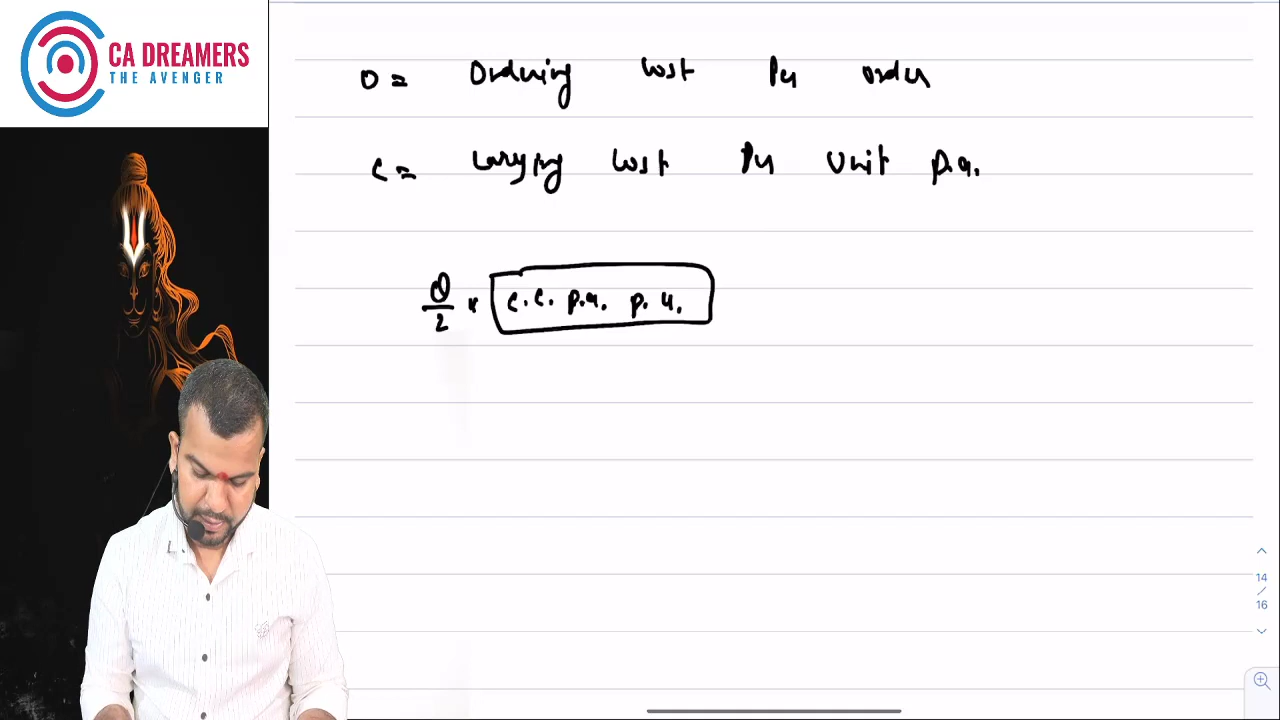 CA DREAMERS
THE AVENGER
O = Ordering Cost Per order
C = Carrying Cost Per Unit p.a.
Q/2 × C.C. p.a. p.u.
14
/
16